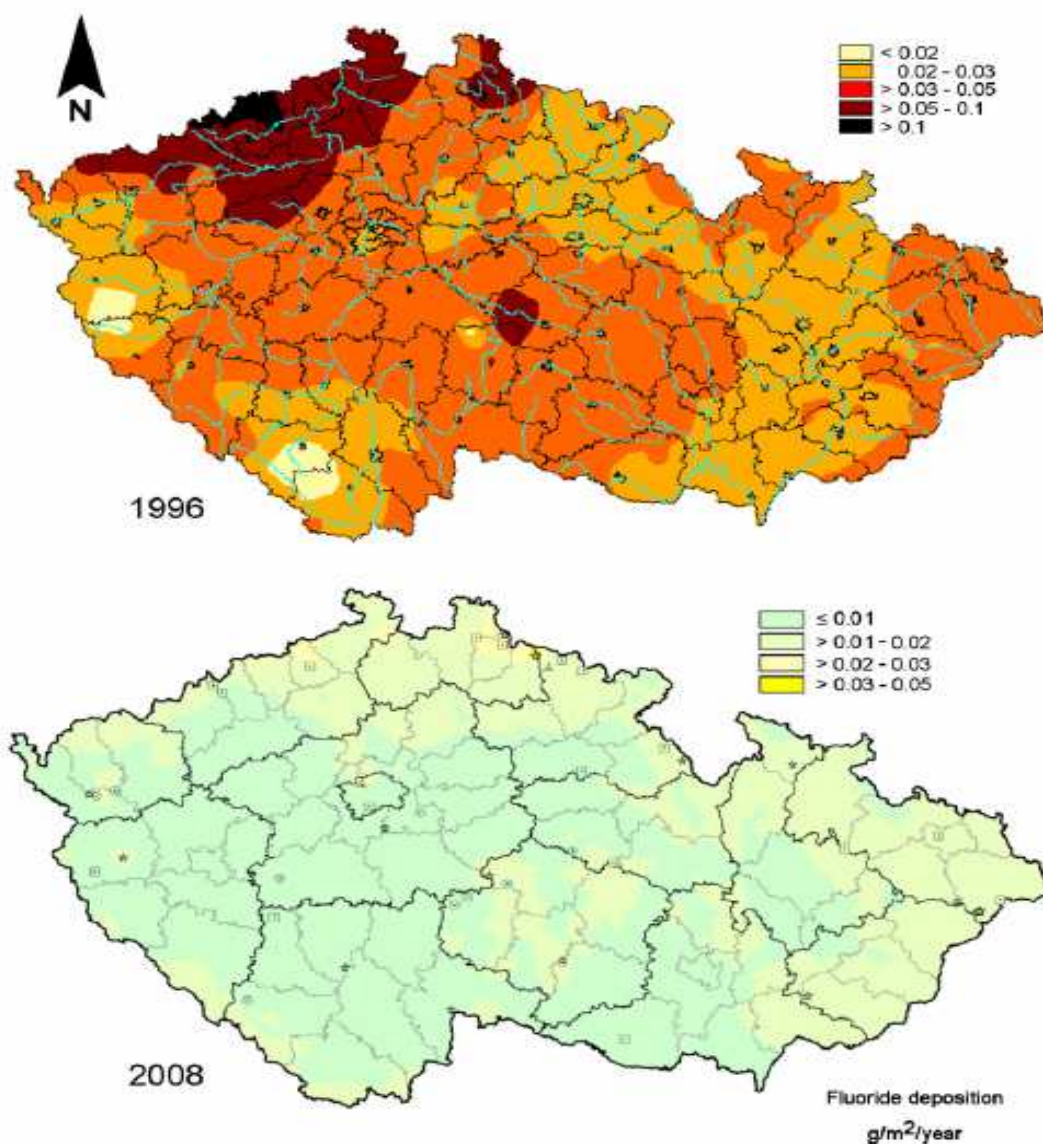 N
< 0.02
0.02 - 0.03
> 0.03 - 0.05
> 0.05 - 0.1
> 0.1
1996
≤ 0.01
> 0.01 - 0.02
> 0.02 - 0.03
> 0.03 - 0.05
2008
Fluoride deposition
g/m²/year